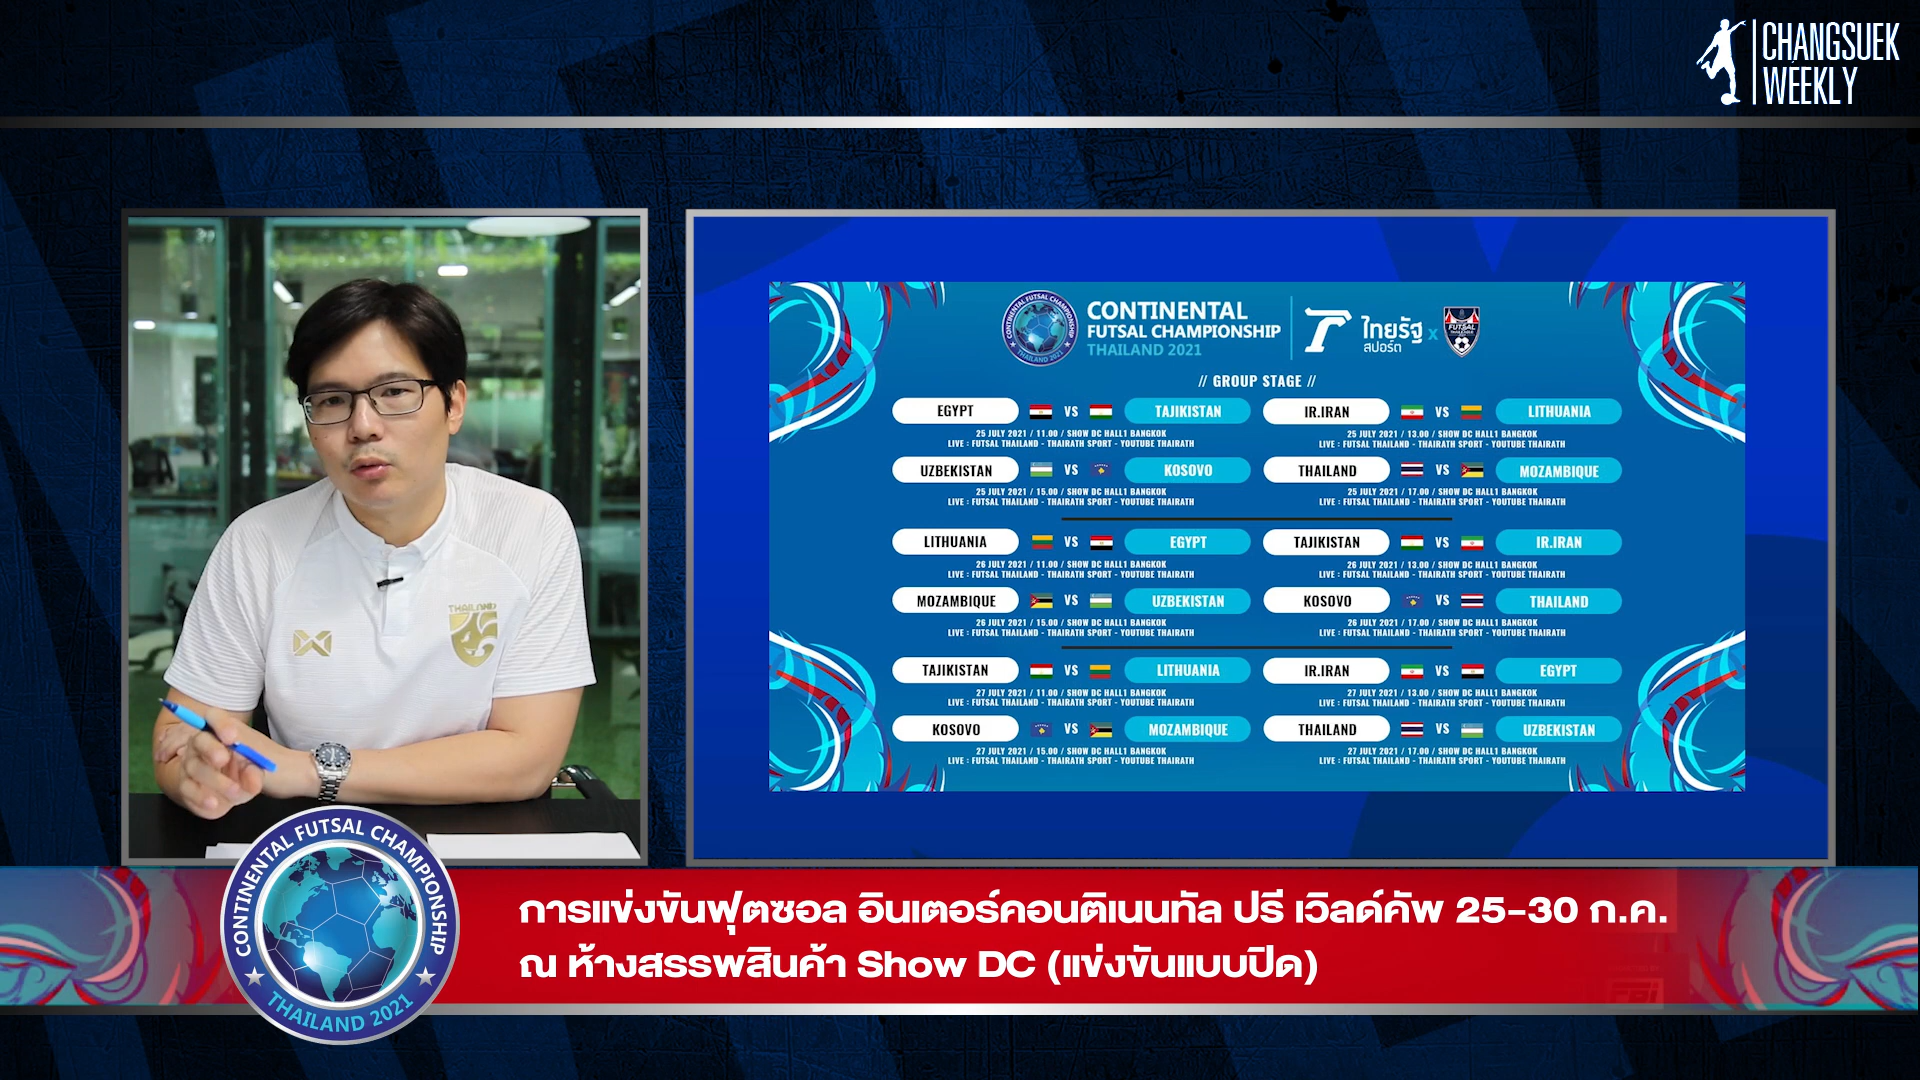 CHANGSUEK
WEEKLY
CONTINENTAL
FUTSAL CHAMPIONSHIP
THAILAND 2021
ไทยรัฐ
สปอร์ต
x
FUTSAL
// GROUP STAGE //
EGYPT VS TAJIKISTAN
25 JULY 2021 / 11.00 / SHOW DC HALL1 BANGKOK
LIVE : FUTSAL THAILAND - THAIRATH SPORT - YOUTUBE THAIRATH
IR.IRAN VS LITHUANIA
25 JULY 2021 / 13.00 / SHOW DC HALL1 BANGKOK
LIVE : FUTSAL THAILAND - THAIRATH SPORT - YOUTUBE THAIRATH
UZBEKISTAN VS KOSOVO
25 JULY 2021 / 15.00 / SHOW DC HALL1 BANGKOK
LIVE : FUTSAL THAILAND - THAIRATH SPORT - YOUTUBE THAIRATH
THAILAND VS MOZAMBIQUE
25 JULY 2021 / 17.00 / SHOW DC HALL1 BANGKOK
LIVE : FUTSAL THAILAND - THAIRATH SPORT - YOUTUBE THAIRATH
LITHUANIA VS EGYPT
26 JULY 2021 / 11.00 / SHOW DC HALL1 BANGKOK
LIVE : FUTSAL THAILAND - THAIRATH SPORT - YOUTUBE THAIRATH
TAJIKISTAN VS IR.IRAN
26 JULY 2021 / 13.00 / SHOW DC HALL1 BANGKOK
LIVE : FUTSAL THAILAND - THAIRATH SPORT - YOUTUBE THAIRATH
MOZAMBIQUE VS UZBEKISTAN
26 JULY 2021 / 15.00 / SHOW DC HALL1 BANGKOK
LIVE : FUTSAL THAILAND - THAIRATH SPORT - YOUTUBE THAIRATH
KOSOVO VS THAILAND
26 JULY 2021 / 17.00 / SHOW DC HALL1 BANGKOK
LIVE : FUTSAL THAILAND - THAIRATH SPORT - YOUTUBE THAIRATH
TAJIKISTAN VS LITHUANIA
27 JULY 2021 / 11.00 / SHOW DC HALL1 BANGKOK
LIVE : FUTSAL THAILAND - THAIRATH SPORT - YOUTUBE THAIRATH
IR.IRAN VS EGYPT
27 JULY 2021 / 13.00 / SHOW DC HALL1 BANGKOK
LIVE : FUTSAL THAILAND - THAIRATH SPORT - YOUTUBE THAIRATH
KOSOVO VS MOZAMBIQUE
27 JULY 2021 / 15.00 / SHOW DC HALL1 BANGKOK
LIVE : FUTSAL THAILAND - THAIRATH SPORT - YOUTUBE THAIRATH
THAILAND VS UZBEKISTAN
27 JULY 2021 / 17.00 / SHOW DC HALL1 BANGKOK
LIVE : FUTSAL THAILAND - THAIRATH SPORT - YOUTUBE THAIRATH
THAILAND
CONTINENTAL FUTSAL CHAMPIONSHIP
THAILAND 2021
การแข่งขันฟุตซอล อินเตอร์คอนติเนนทัล ปรี เวิลด์คัพ 25-30 ก.ค.
ณ ห้างสรรพสินค้า Show DC (แข่งขันแบบปิด)